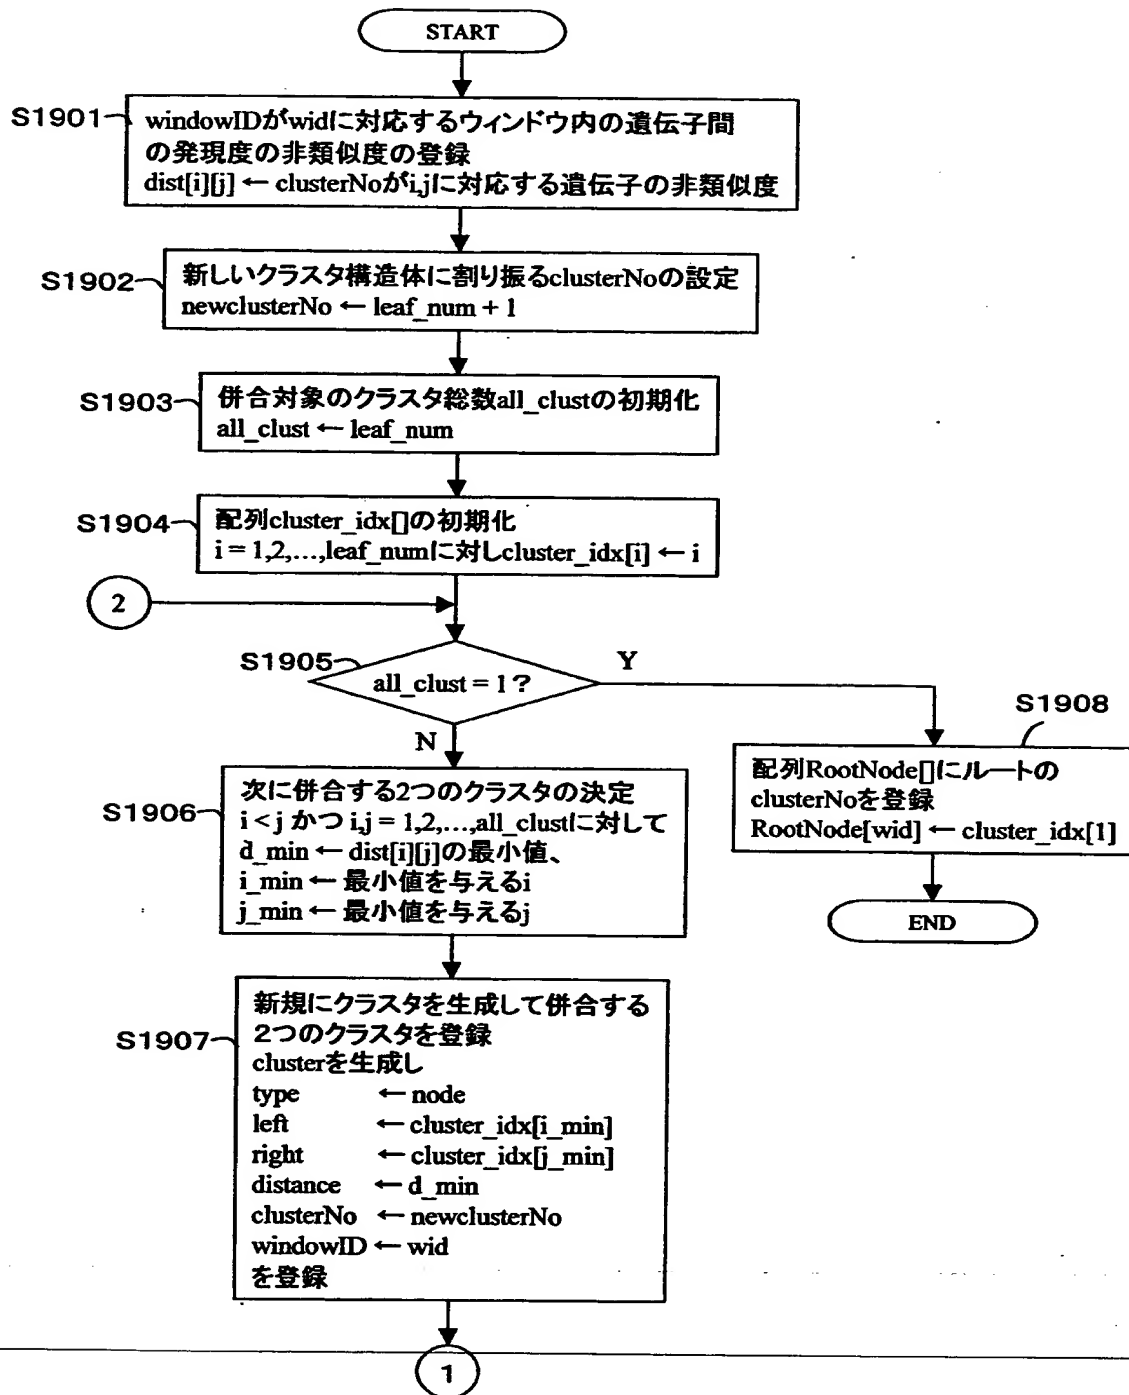 START
S1901
windowIDがwidに対応するウィンドウ内の遺伝子間
の発現度の非類似度の登録
dist[i][j] ← clusterNoがi,jに対応する遺伝子の非類似度
S1902
新しいクラスタ構造体に割り振るclusterNoの設定
newclusterNo ← leaf_num + 1
S1903
併合対象のクラスタ総数all_clustの初期化
all_clust ← leaf_num
S1904
配列cluster_idx[]の初期化
i = 1,2,...,leaf_numに対しcluster_idx[i] ← i
2
S1905
all_clust = 1 ?
Y
N
S1908
配列RootNode[]にルートの
clusterNoを登録
RootNode[wid] ← cluster_idx[1]
END
S1906
次に併合する2つのクラスタの決定
i < j かつ i,j = 1,2,...,all_clustに対して
d_min ← dist[i][j]の最小値、
i_min ← 最小値を与えるi
j_min ← 最小値を与えるj
S1907
新規にクラスタを生成して併合する
2つのクラスタを登録
clusterを生成し
type ← node
left ← cluster_idx[i_min]
right ← cluster_idx[j_min]
distance ← d_min
clusterNo ← newclusterNo
windowID ← wid
を登録
1